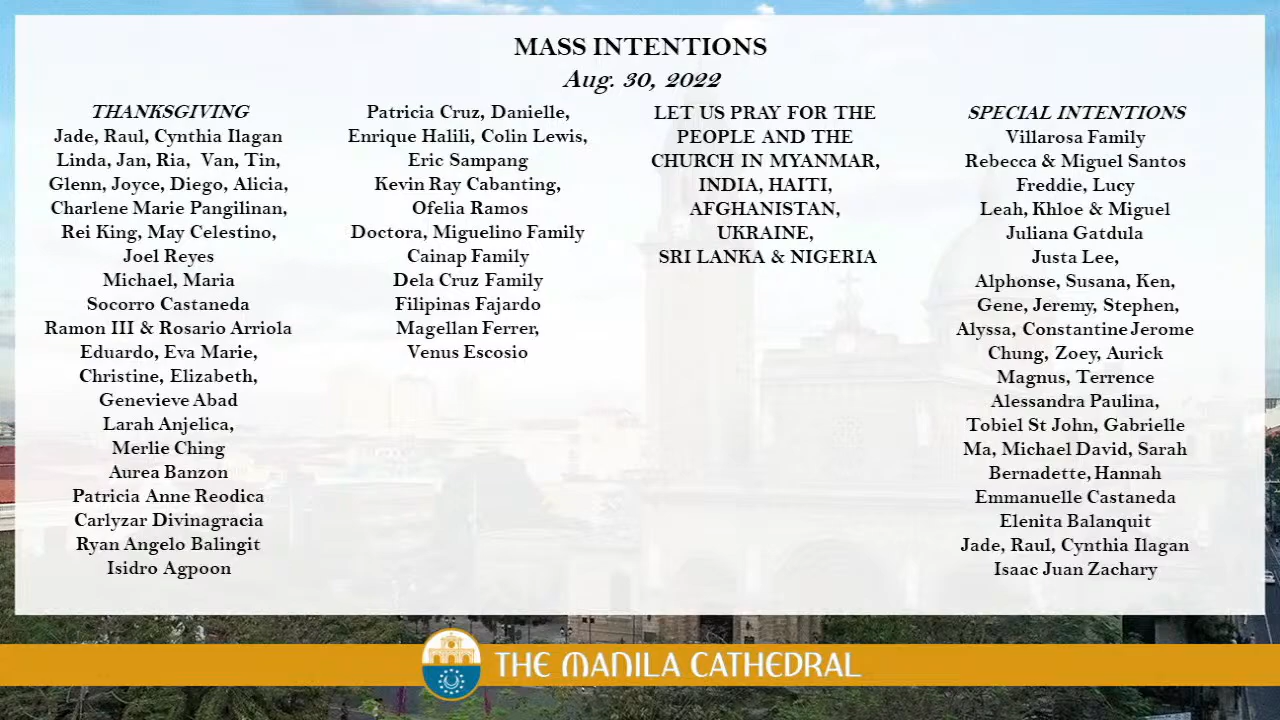 MASS INTENTIONS
Aug. 30, 2022
THANKSGIVING
Jade, Raul, Cynthia Ilagan
Linda, Jan, Ria, Van, Tin,
Glenn, Joyce, Diego, Alicia,
Charlene Marie Pangilinan,
Rei King, May Celestino,
Joel Reyes
Michael, Maria
Socorro Castaneda
Ramon III & Rosario Arriola
Eduardo, Eva Marie,
Christine, Elizabeth,
Genevieve Abad
Larah Anjelica,
Merlie Ching
Aurea Banzon
Patricia Anne Reodica
Carlyzar Divinagracia
Ryan Angelo Balingit
Isidro Agpoon
Patricia Cruz, Danielle,
Enrique Halili, Colin Lewis,
Eric Sampang
Kevin Ray Cabanting,
Ofelia Ramos
Doctora, Miguelino Family
Cainap Family
Dela Cruz Family
Filipinas Fajardo
Magellan Ferrer,
Venus Escosio
LET US PRAY FOR THE
PEOPLE AND THE
CHURCH IN MYANMAR,
INDIA, HAITI,
AFGHANISTAN,
UKRAINE,
SRI LANKA & NIGERIA
SPECIAL INTENTIONS
Villarosa Family
Rebecca & Miguel Santos
Freddie, Lucy
Leah, Khloe & Miguel
Juliana Gatdula
Justa Lee,
Alphonse, Susana, Ken,
Gene, Jeremy, Stephen,
Alyssa, Constantine Jerome
Chung, Zoey, Aurick
Magnus, Terrence
Alessandra Paulina,
Tobiel St John, Gabrielle
Ma, Michael David, Sarah
Bernadette, Hannah
Emmanuelle Castaneda
Elenita Balanquit
Jade, Raul, Cynthia Ilagan
Isaac Juan Zachary
THE MANILA CATHEDRAL